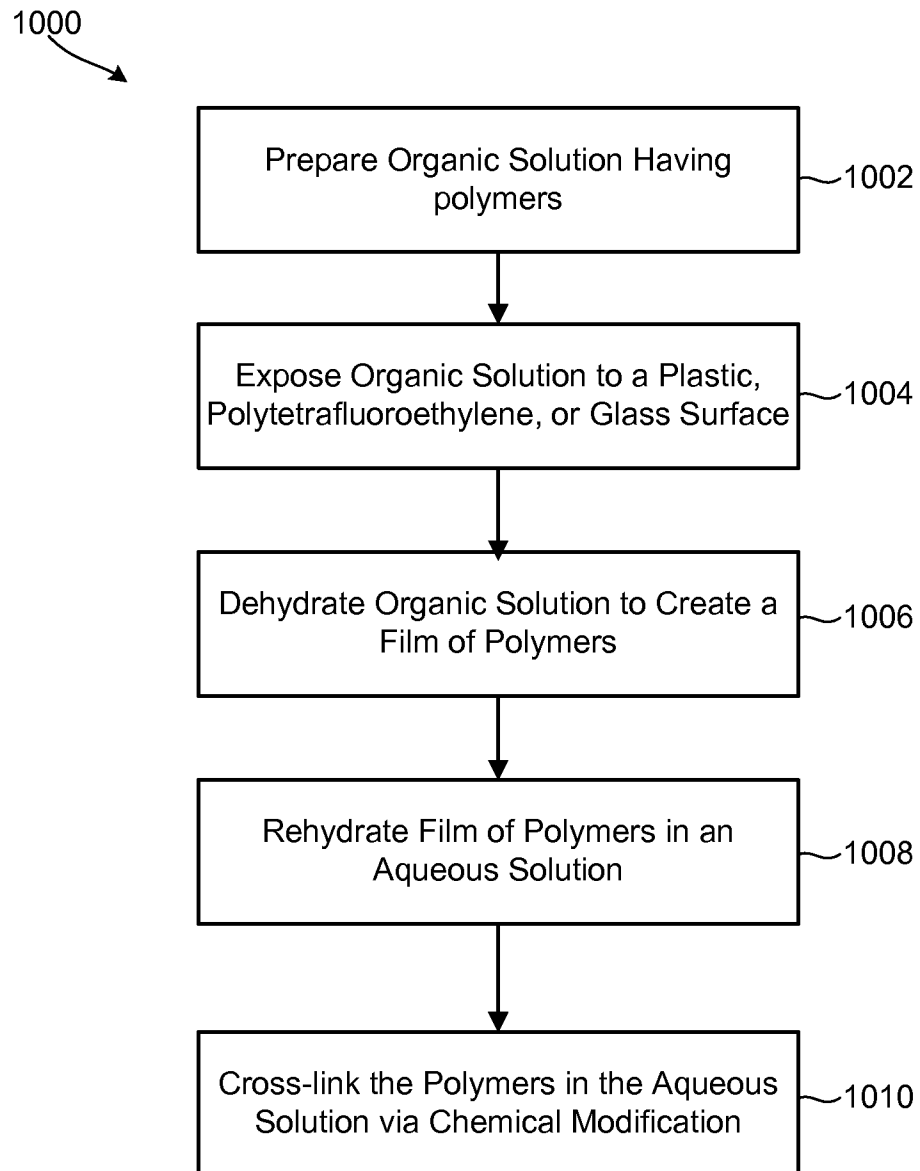 1000
Prepare Organic Solution Having
polymers
1002
Expose Organic Solution to a Plastic,
Polytetrafluoroethylene, or Glass Surface
1004
Dehydrate Organic Solution to Create a
Film of Polymers
1006
Rehydrate Film of Polymers in an
Aqueous Solution
1008
Cross-link the Polymers in the Aqueous
Solution via Chemical Modification
1010